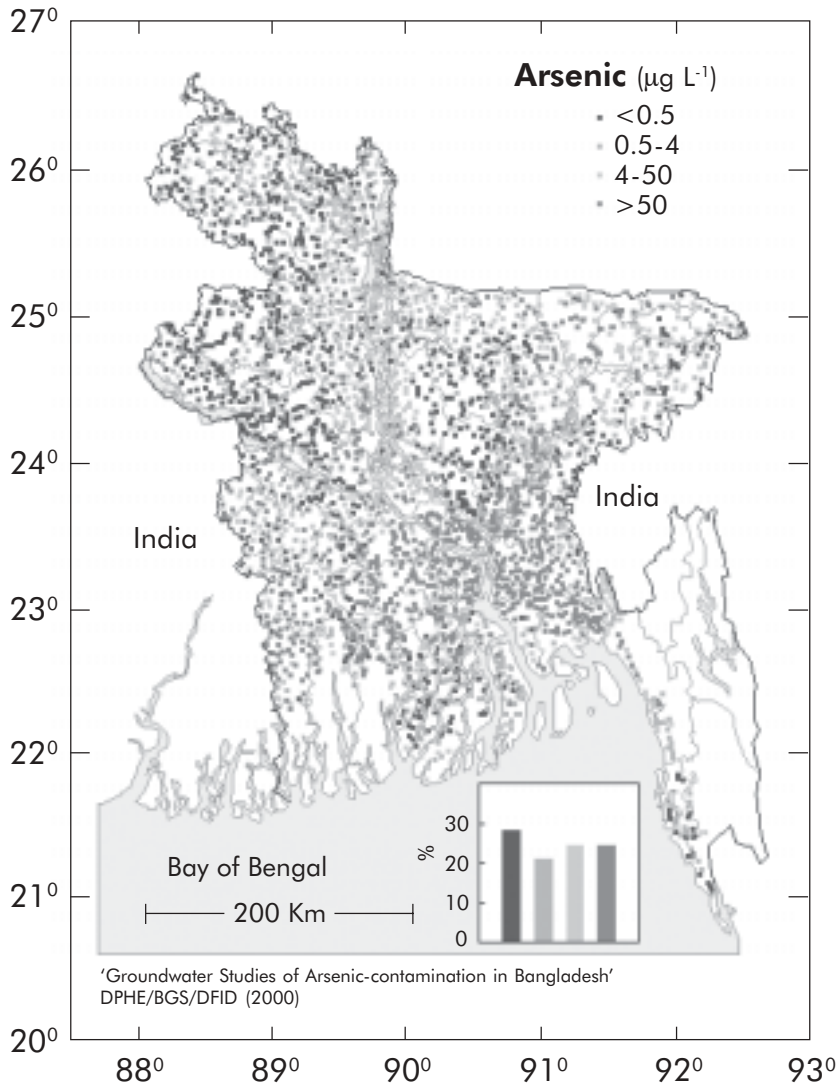 27⁰
26⁰
25⁰
24⁰
23⁰
22⁰
21⁰
20⁰
Arsenic (µg L⁻¹)
<0.5
0.5-4
4-50
>50
India
India
Bay of Bengal
200 Km
%
30
20
10
0
'Groundwater Studies of Arsenic-contamination in Bangladesh'
DPHE/BGS/DFID (2000)
88⁰ 89⁰ 90⁰ 91⁰ 92⁰ 93⁰